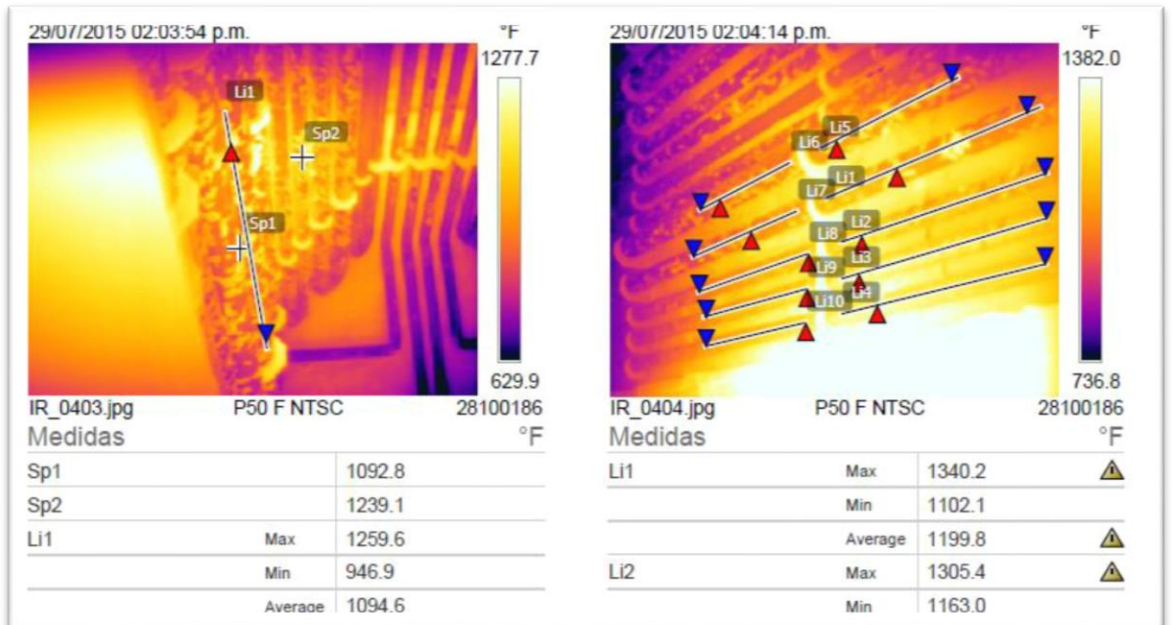 29/07/2015 02:03:54 p.m.
°F
1277.7
Li1
Sp2
Sp1
629.9
IR_0403.jpg P50 F NTSC 28100186
Medidas °F
Sp1 1092.8
Sp2 1239.1
Li1 Max 1259.6
Min 946.9
Average 1094.6
29/07/2015 02:04:14 p.m.
°F
1382.0
Li5
Li6
Li1
Li7
Li2
Li8
Li3
Li9
Li4
Li10
736.8
IR_0404.jpg P50 F NTSC 28100186
Medidas °F
Li1 Max 1340.2
Min 1102.1
Average 1199.8
Li2 Max 1305.4
Min 1163.0